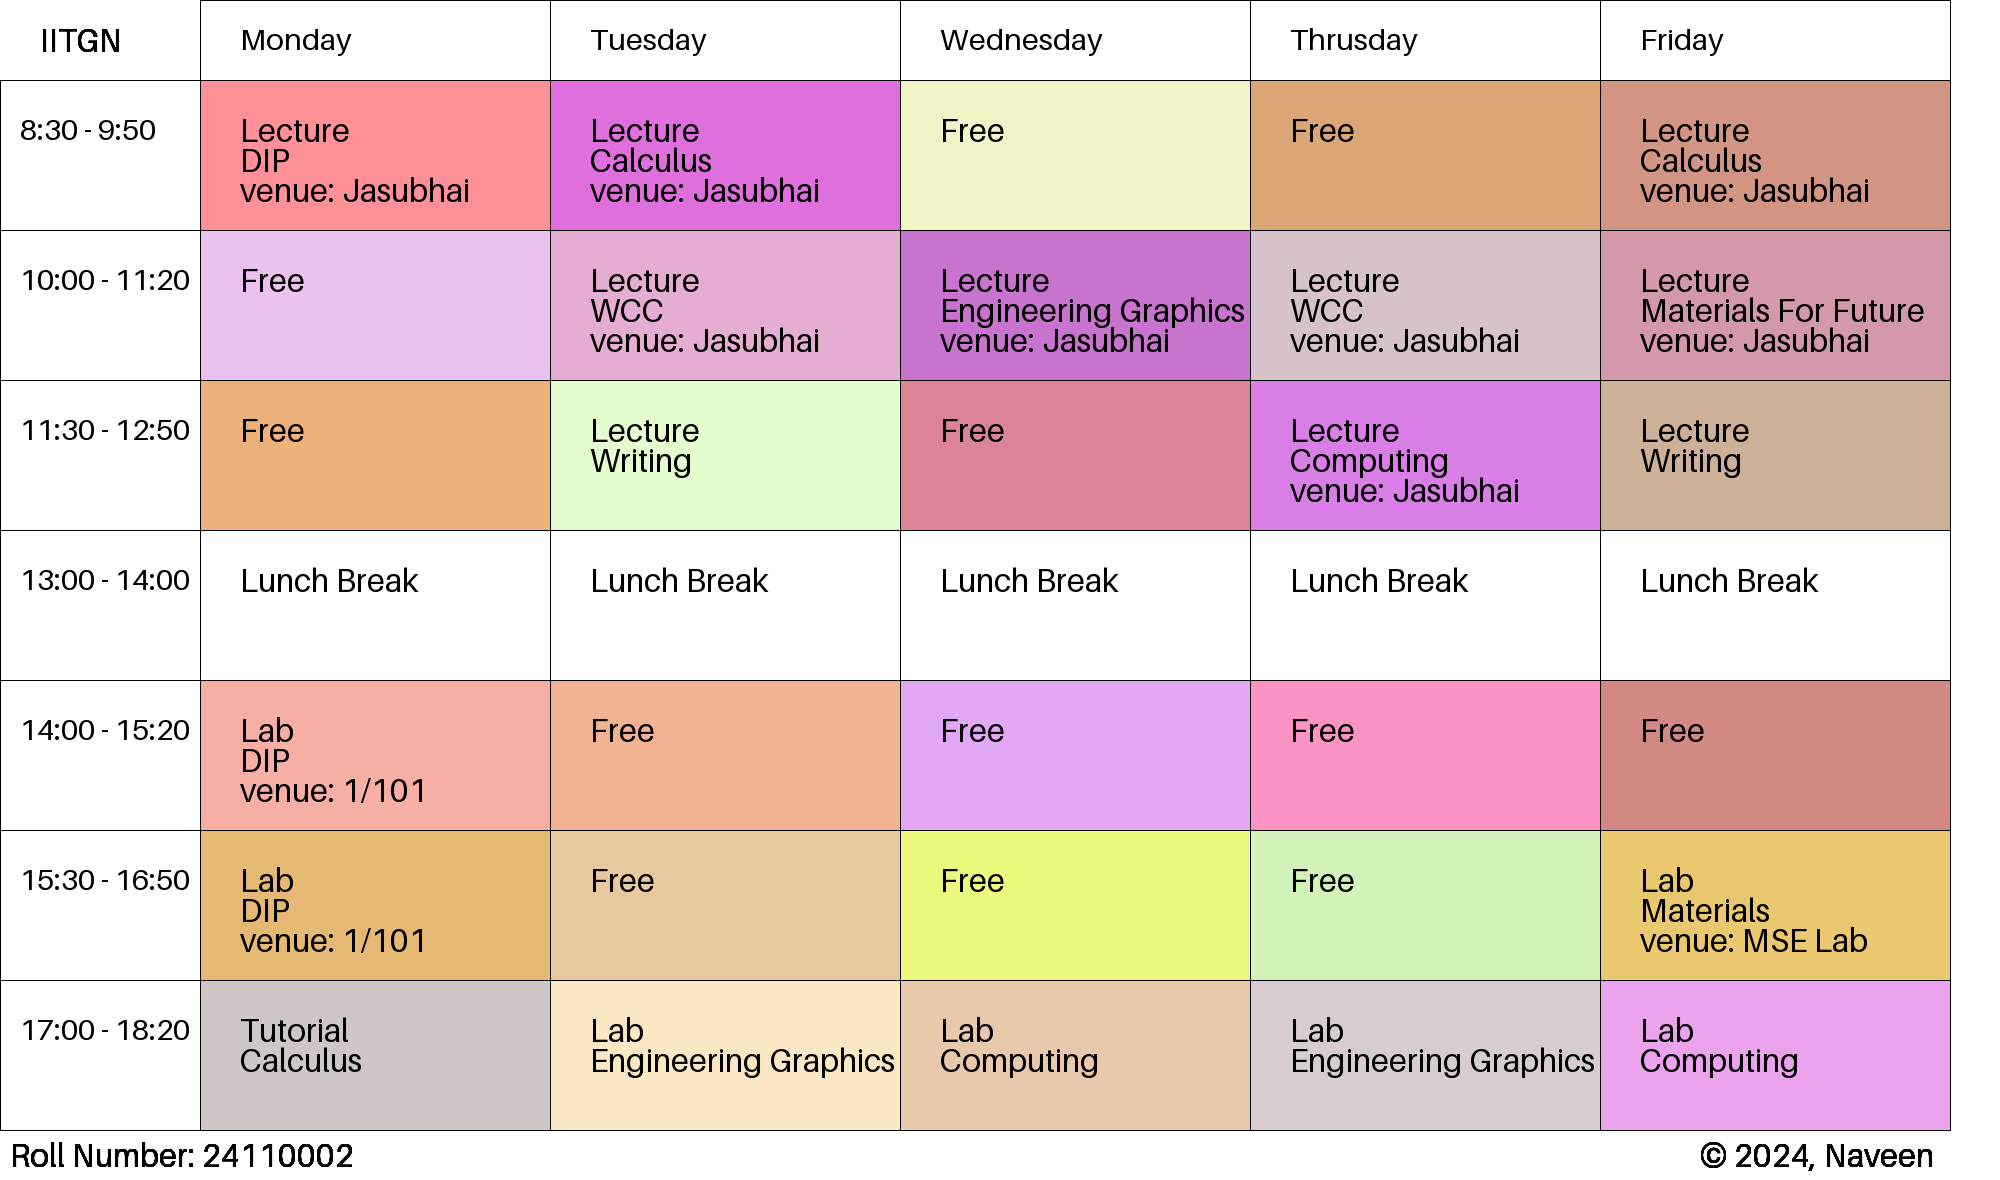 IITGN Monday Tuesday Wednesday Thrusday Friday
8:30 - 9:50
Lecture
DIP
venue: Jasubhai
Lecture
Calculus
venue: Jasubhai
Free
Free
Lecture
Calculus
venue: Jasubhai
10:00 - 11:20
Free
Lecture
WCC
venue: Jasubhai
Lecture
Engineering Graphics
venue: Jasubhai
Lecture
WCC
venue: Jasubhai
Lecture
Materials For Future
venue: Jasubhai
11:30 - 12:50
Free
Lecture
Writing
Free
Lecture
Computing
venue: Jasubhai
Lecture
Writing
13:00 - 14:00
Lunch Break
Lunch Break
Lunch Break
Lunch Break
Lunch Break
14:00 - 15:20
Lab
DIP
venue: 1/101
Free
Free
Free
Free
15:30 - 16:50
Lab
DIP
venue: 1/101
Free
Free
Free
Lab
Materials
venue: MSE Lab
17:00 - 18:20
Tutorial
Calculus
Lab
Engineering Graphics
Lab
Computing
Lab
Engineering Graphics
Lab
Computing
Roll Number: 24110002
© 2024, Naveen